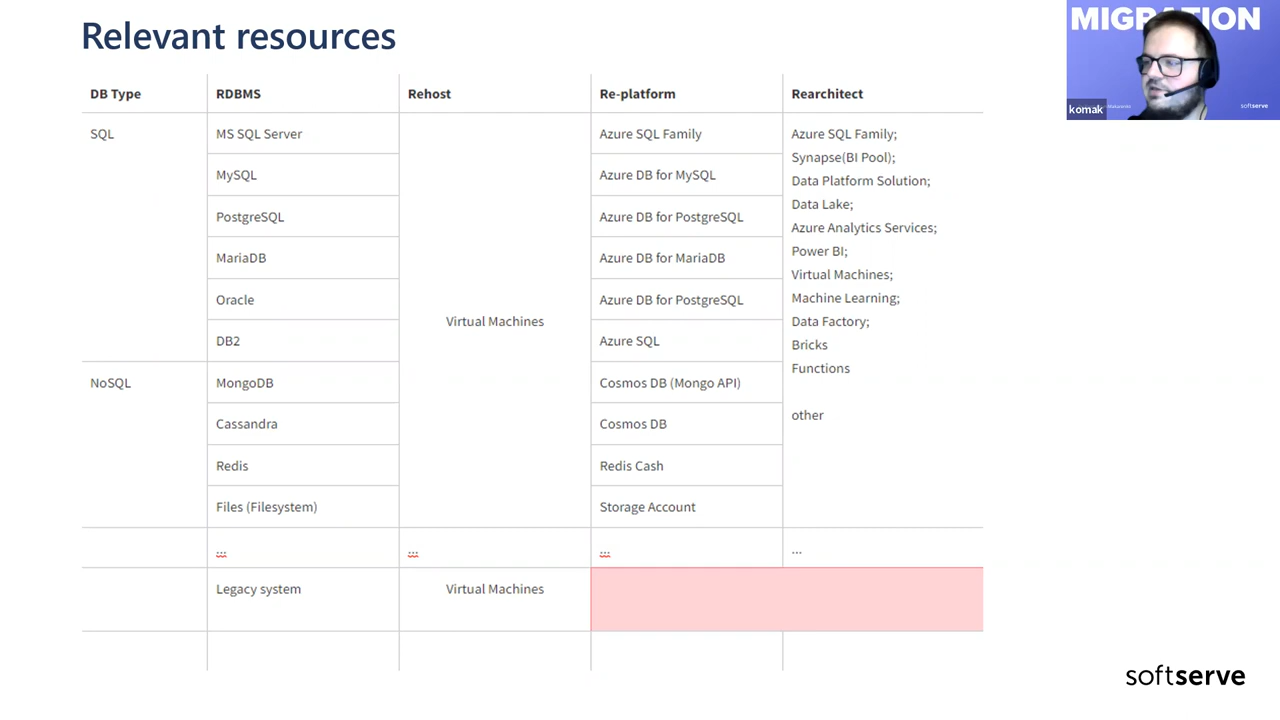 Relevant resources
MIGRATION
komak
softserve
DB Type RDBMS Rehost Re-platform Rearchitect
SQL MS SQL Server Azure SQL Family Azure SQL Family;
Synapse(BI Pool);
MySQL Azure DB for MySQL Data Platform Solution;
Data Lake;
PostgreSQL Azure DB for PostgreSQL Azure Analytics Services;
MariaDB Azure DB for MariaDB Power BI;
Virtual Machines;
Oracle Azure DB for PostgreSQL Machine Learning;
Virtual Machines Data Factory;
DB2 Azure SQL Bricks
Functions
NoSQL MongoDB Cosmos DB (Mongo API)
Cassandra Cosmos DB other
Redis Redis Cash
Files (Filesystem) Storage Account
... ... ... ...
Legacy system Virtual Machines
softserve